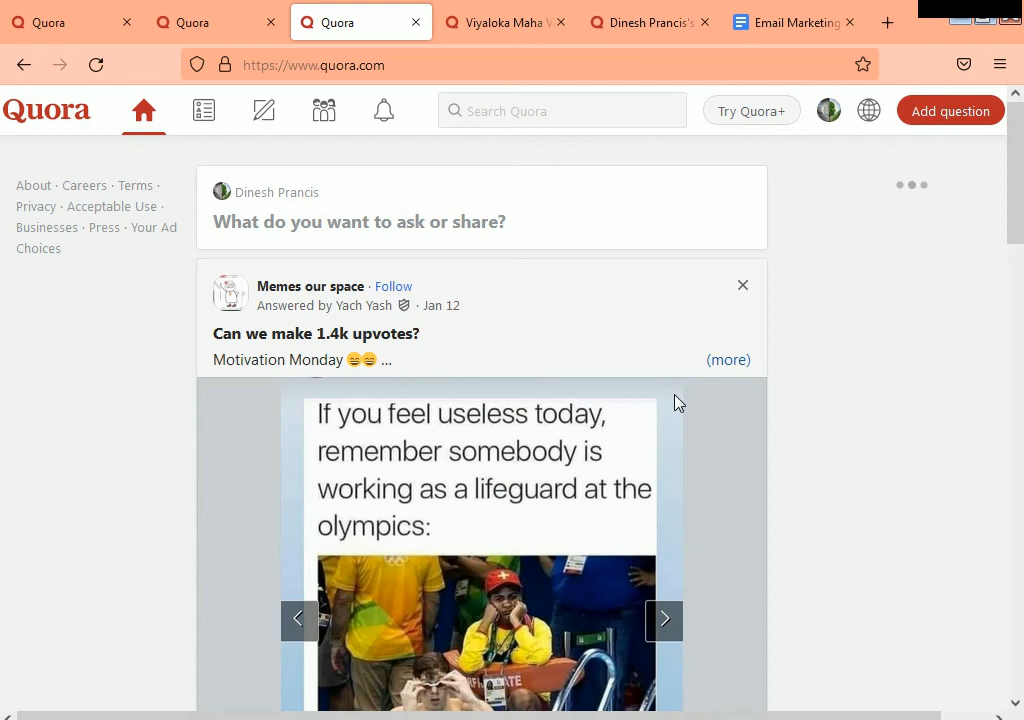 Quora
Quora
Quora
Viyaloka Maha V
Dinesh Prancis's
Email Marketing
https://www.quora.com
Quora
Search Quora
Try Quora+
Add question
About · Careers · Terms ·
Privacy · Acceptable Use ·
Businesses · Press · Your Ad
Choices
Dinesh Prancis
What do you want to ask or share?
Memes our space · Follow
Answered by Yach Yash · Jan 12
Can we make 1.4k upvotes?
Motivation Monday 😄😄 ...
(more)
If you feel useless today,
remember somebody is
working as a lifeguard at the
olympics: